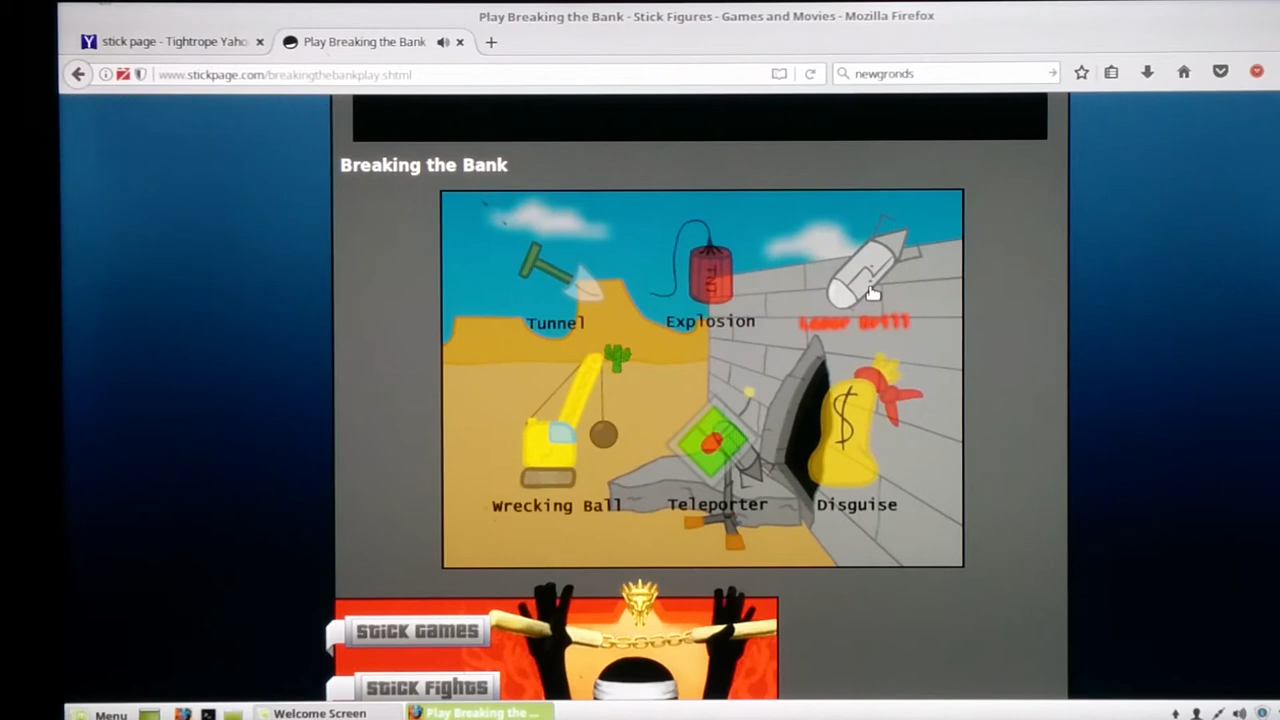 Play Breaking the Bank - Stick Figures - Games and Movies - Mozilla Firefox
stick page - Tightrope Yaho
Play Breaking the Bank
www.stickpage.com/breakingthebankplay.shtml
newgronds
Breaking the Bank
TNT
Tunnel
Explosion
Laser Drill
$
Wrecking Ball
Teleporter
Disguise
STICK GAMES
STICK FIGHTS
Menu
Welcome Screen
Play Breaking the ...